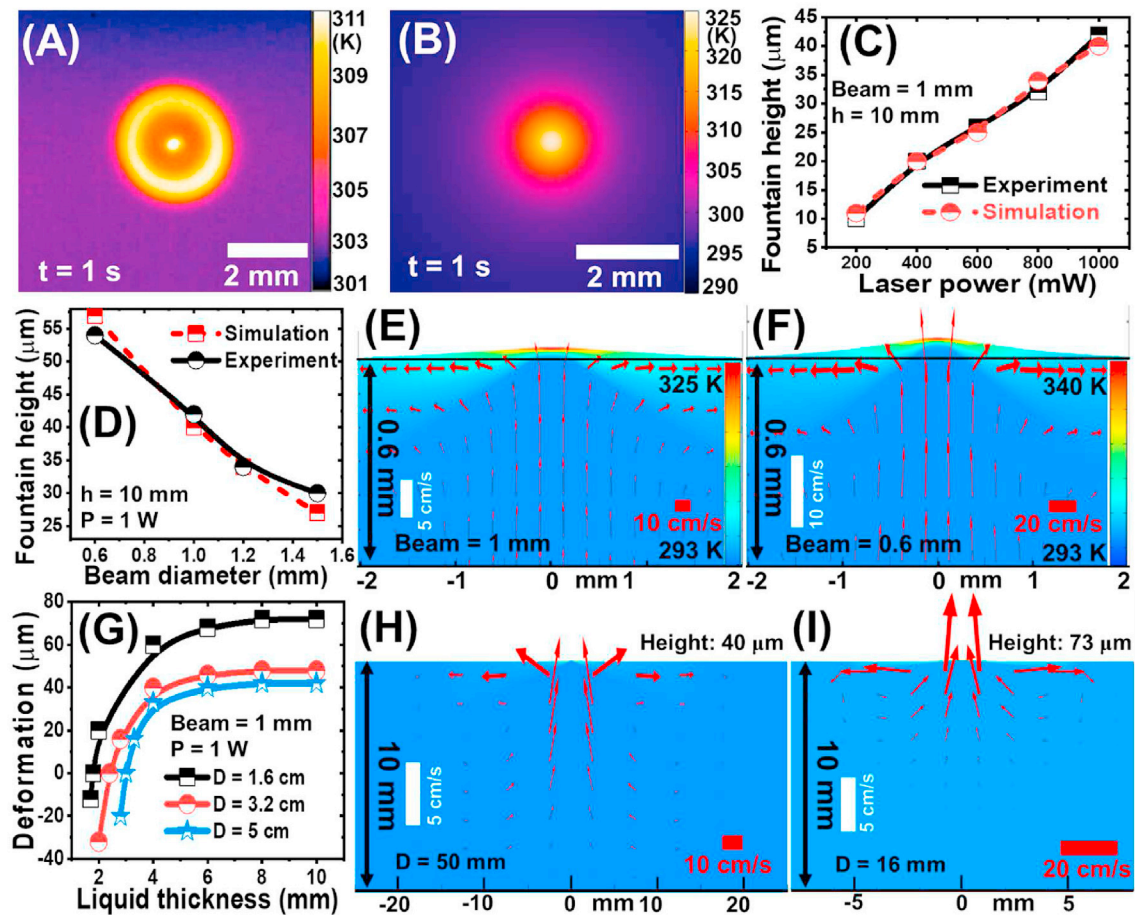 (A)
311
(K)
309
307
305
303
301
t = 1 s
2 mm
(B)
325
(K)
320
315
310
305
300
295
290
t = 1 s
2 mm
(C)
Fountain height (μm)
45
40
35
30
25
20
15
10
5
Beam = 1 mm
h = 10 mm
Experiment
Simulation
200 400 600 800 1000
Laser power (mW)
(D)
Fountain height (μm)
55
50
45
40
35
30
25
Simulation
Experiment
h = 10 mm
P = 1 W
0.6 0.8 1.0 1.2 1.4 1.6
Beam diameter (mm)
(E)
325 K
0.6 mm
5 cm/s
10 cm/s
Beam = 1 mm
293 K
-2 -1 0 mm 1 2
(F)
340 K
0.6 mm
10 cm/s
20 cm/s
Beam = 0.6 mm
293 K
-2 -1 0 mm 1 2
(G)
Deformation (μm)
80
60
40
20
0
-20
-40
Beam = 1 mm
P = 1 W
D = 1.6 cm
D = 3.2 cm
D = 5 cm
2 4 6 8 10
Liquid thickness (mm)
(H)
Height: 40 μm
10 mm
5 cm/s
D = 50 mm
10 cm/s
-20 -10 0 mm 10 20
(I)
Height: 73 μm
10 mm
5 cm/s
D = 16 mm
20 cm/s
-5 0 mm 5